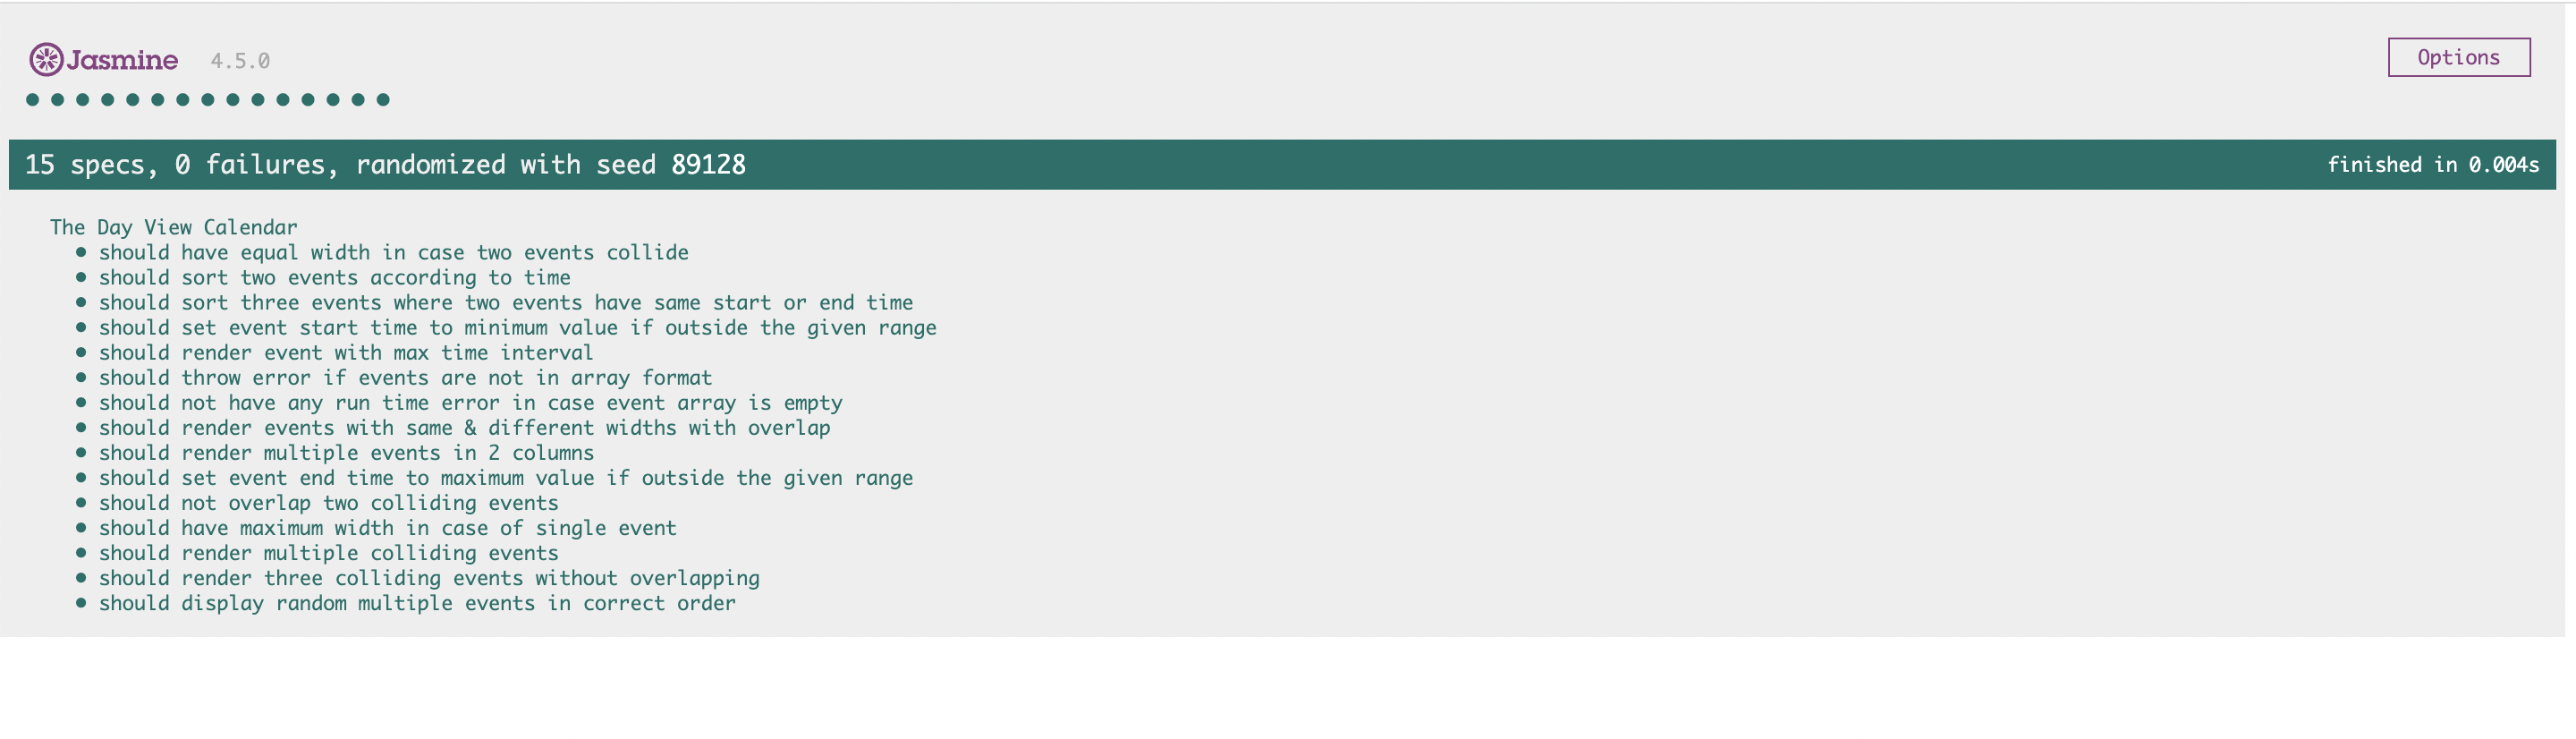 Jasmine 4.5.0 Options
15 specs, 0 failures, randomized with seed 89128 finished in 0.004s
The Day View Calendar
• should have equal width in case two events collide
• should sort two events according to time
• should sort three events where two events have same start or end time
• should set event start time to minimum value if outside the given range
• should render event with max time interval
• should throw error if events are not in array format
• should not have any run time error in case event array is empty
• should render events with same & different widths with overlap
• should render multiple events in 2 columns
• should set event end time to maximum value if outside the given range
• should not overlap two colliding events
• should have maximum width in case of single event
• should render multiple colliding events
• should render three colliding events without overlapping
• should display random multiple events in correct order